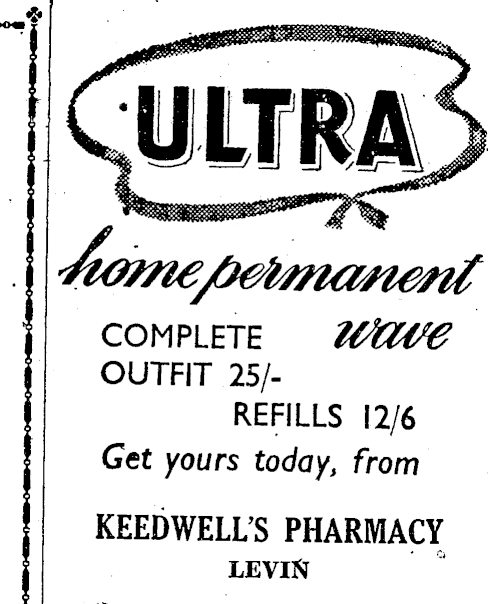 ULTRA
home permanent
wave
COMPLETE
OUTFIT 25/-
REFILLS 12/6
Get yours today, from
KEEDWELL'S PHARMACY
LEVIN